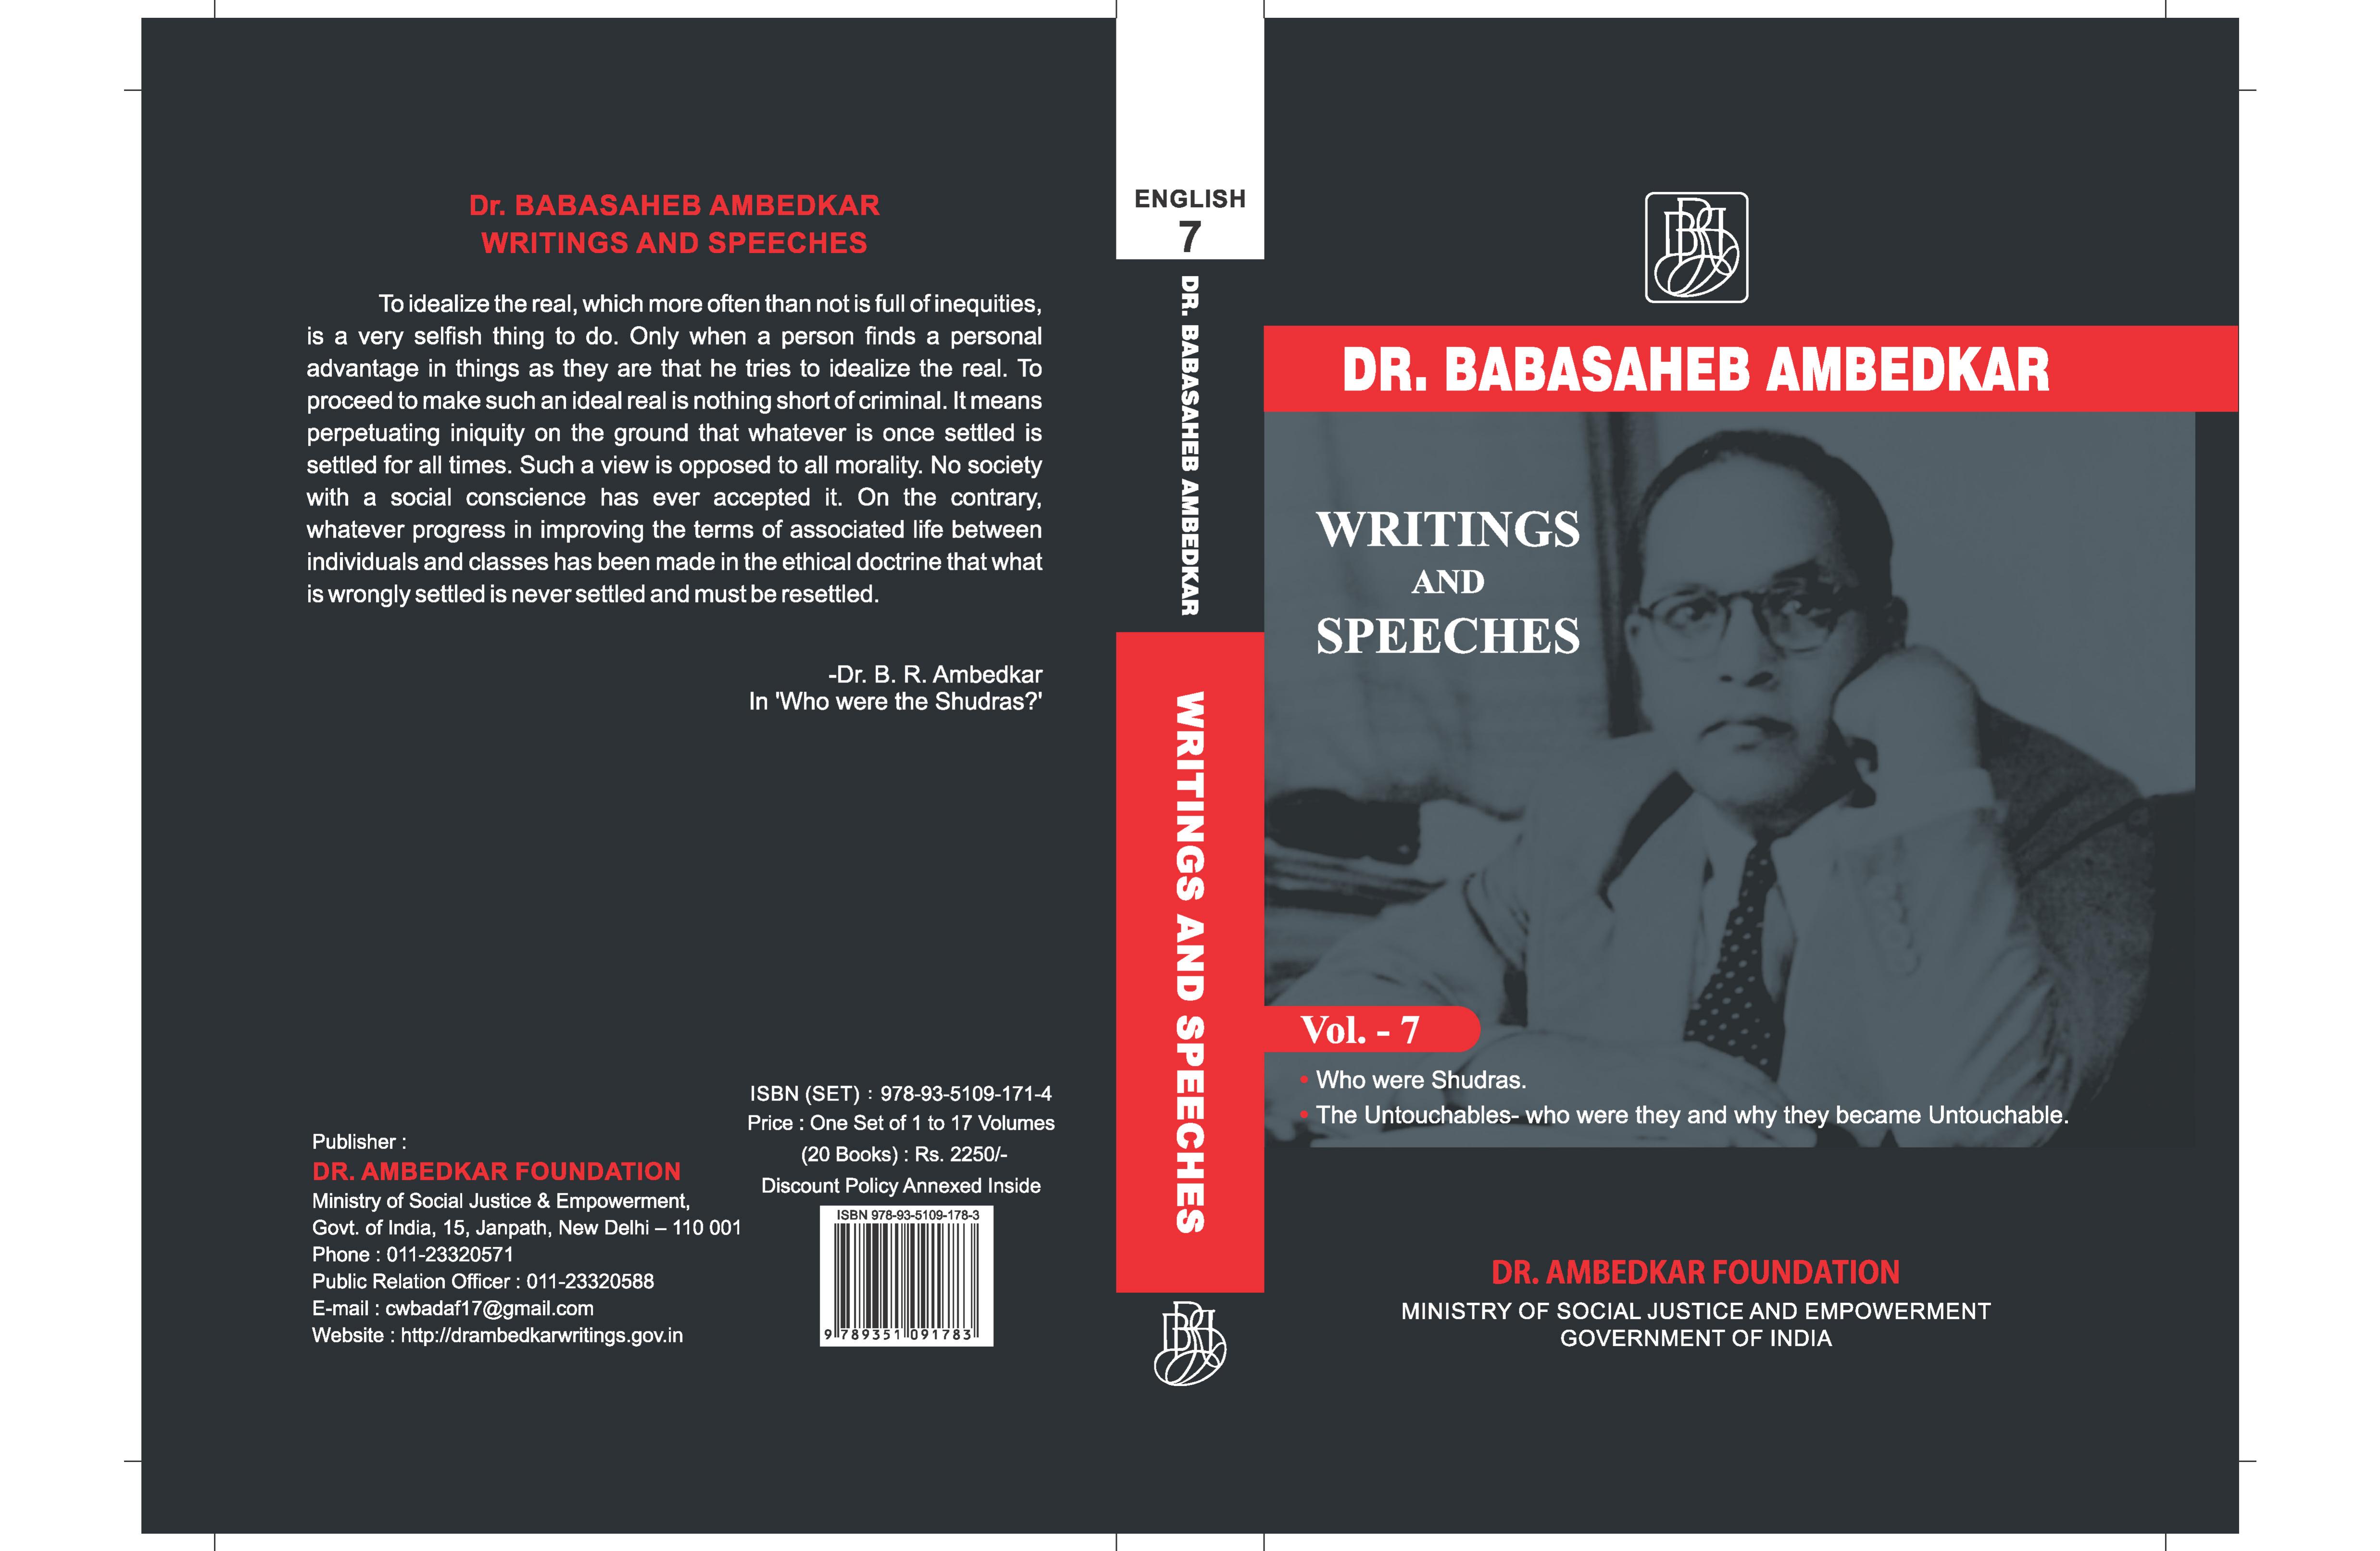 Dr. BABASAHEB AMBEDKAR
WRITINGS AND SPEECHES
To idealize the real, which more often than not is full of inequities,
is a very selfish thing to do. Only when a person finds a personal
advantage in things as they are that he tries to idealize the real. To
proceed to make such an ideal real is nothing short of criminal. It means
perpetuating iniquity on the ground that whatever is once settled is
settled for all times. Such a view is opposed to all morality. No society
with a social conscience has ever accepted it. On the contrary,
whatever progress in improving the terms of associated life between
individuals and classes has been made in the ethical doctrine that what
is wrongly settled is never settled and must be resettled.
-Dr. B. R. Ambedkar
In 'Who were the Shudras?'
Publisher :
DR. AMBEDKAR FOUNDATION
Ministry of Social Justice & Empowerment,
Govt. of India, 15, Janpath, New Delhi – 110 001
Phone : 011-23320571
Public Relation Officer : 011-23320588
E-mail : cwbadaf17@gmail.com
Website : http://drambedkarwritings.gov.in
ISBN (SET) : 978-93-5109-171-4
Price : One Set of 1 to 17 Volumes
(20 Books) : Rs. 2250/-
Discount Policy Annexed Inside
ISBN 978-93-5109-178-3
9 789351 091783
ENGLISH
7
DR. BABASAHEB AMBEDKAR
WRITINGS AND SPEECHES
DR. BABASAHEB AMBEDKAR
WRITINGS
AND
SPEECHES
Vol. - 7
• Who were Shudras.
• The Untouchables- who were they and why they became Untouchable.
DR. AMBEDKAR FOUNDATION
MINISTRY OF SOCIAL JUSTICE AND EMPOWERMENT
GOVERNMENT OF INDIA